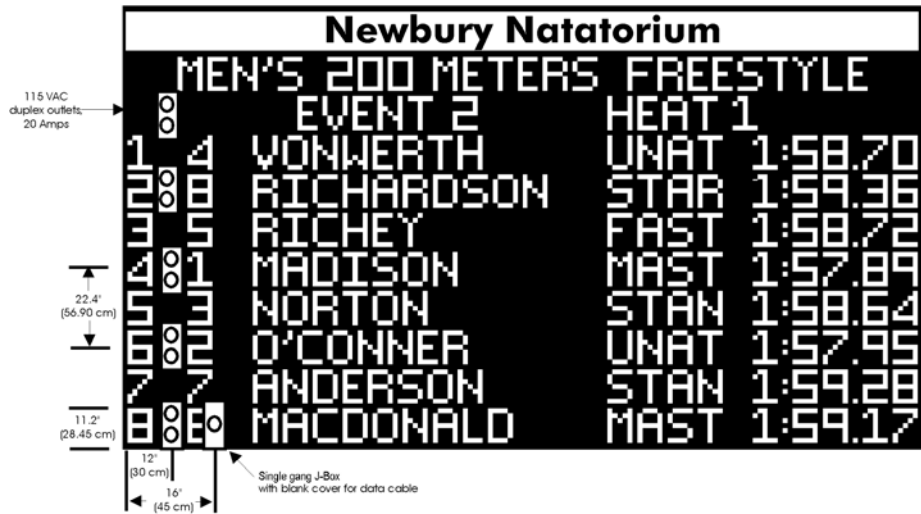 Newbury Natatorium
MEN'S 200 METERS FREESTYLE
115 VAC
duplex outlets,
20 Amps
EVENT 2 HEAT 1
1 4 VONWERTH UNAT 1:58.70
2 8 RICHARDSON STAR 1:59.36
3 5 RICHEY FAST 1:58.72
4 1 MADISON MAST 1:57.89
22.4"
(56.90 cm)
5 3 NORTON STAN 1:58.64
6 2 O'CONNER UNAT 1:57.95
7 7 ANDERSON STAN 1:59.28
11.2"
(28.45 cm)
8 MACDONALD MAST 1:59.17
12"
(30 cm)
Single gang J-Box
with blank cover for data cable
16"
(45 cm)